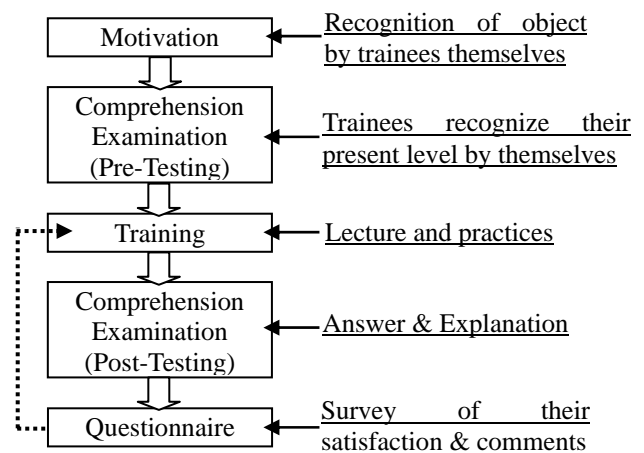 Motivation
Recognition of object
by trainees themselves
Comprehension
Examination
(Pre-Testing)
Trainees recognize their
present level by themselves
Training
Lecture and practices
Comprehension
Examination
(Post-Testing)
Answer & Explanation
Questionnaire
Survey of their
satisfaction & comments